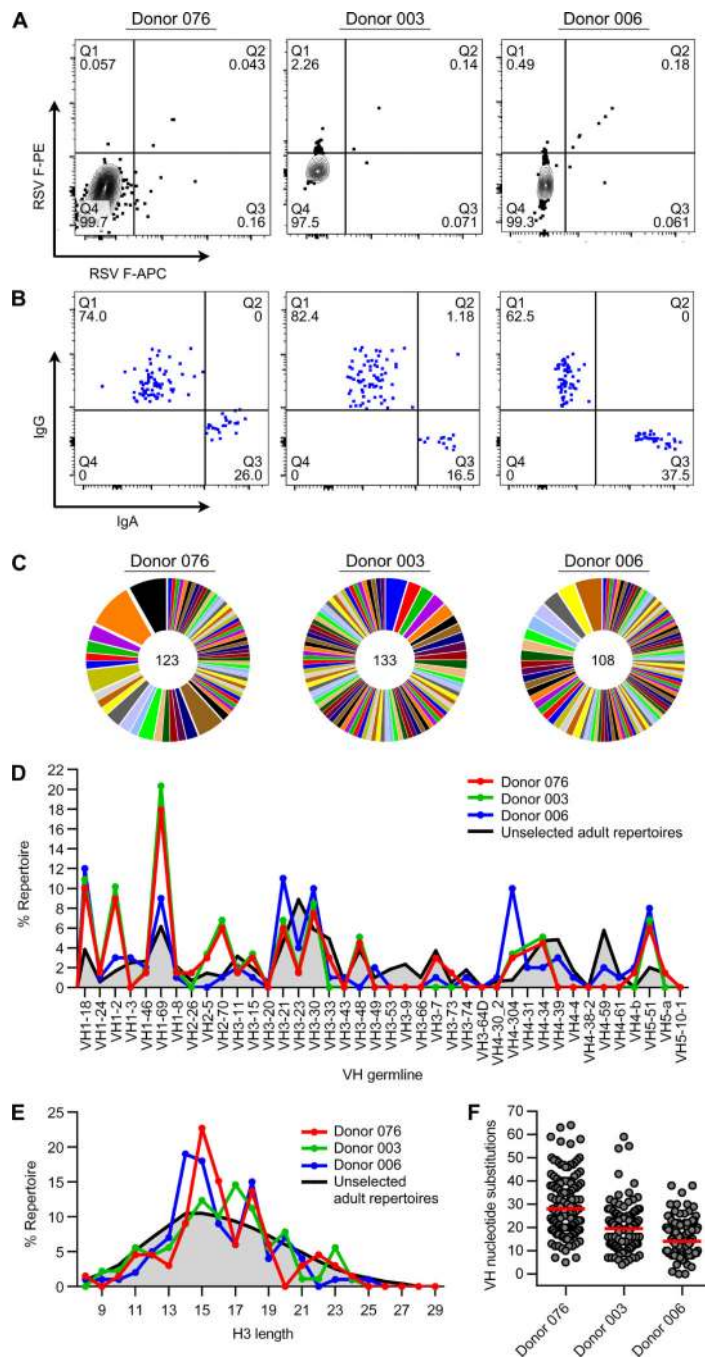 A
Donor 076
Donor 003
Donor 006
Q1
0.057
Q2
0.043
Q4
99.7
Q3
0.16
Q1
2.26
Q2
0.14
Q4
97.5
Q3
0.071
Q1
0.49
Q2
0.18
Q4
99.3
Q3
0.061
RSV F-PE
RSV F-APC
B
Q1
74.0
Q2
0
Q4
0
Q3
26.0
Q1
82.4
Q2
1.18
Q4
0
Q3
16.5
Q1
62.5
Q2
0
Q4
0
Q3
37.5
IgG
IgA
C
Donor 076
Donor 003
Donor 006
123
133
108
D
22
20
18
16
14
12
10
8
6
4
2
0
% Repertoire
Donor 076
Donor 003
Donor 006
Unselected adult repertoires
VH1-18
VH1-24
VH1-2
VH1-3
VH1-46
VH1-69
VH1-8
VH2-26
VH2-5
VH2-70
VH3-11
VH3-15
VH3-20
VH3-21
VH3-23
VH3-30
VH3-33
VH3-43
VH3-48
VH3-49
VH3-53
VH3-9
VH3-66
VH3-7
VH3-73
VH3-74
VH3-64D
VH4-30_2
VH4-304
VH4-31
VH4-34
VH4-39
VH4-4
VH4-38-2
VH4-59
VH4-61
VH4-b
VH5-51
VH5-a
VH5-10-1
VH germline
E
25
20
15
10
5
0
% Repertoire
Donor 076
Donor 003
Donor 006
Unselected
adult repertoires
9 11 13 15 17 19 21 23 25 27 29
H3 length
F
70
60
50
40
30
20
10
0
VH nucleotide substitutions
Donor 076
Donor 003
Donor 006